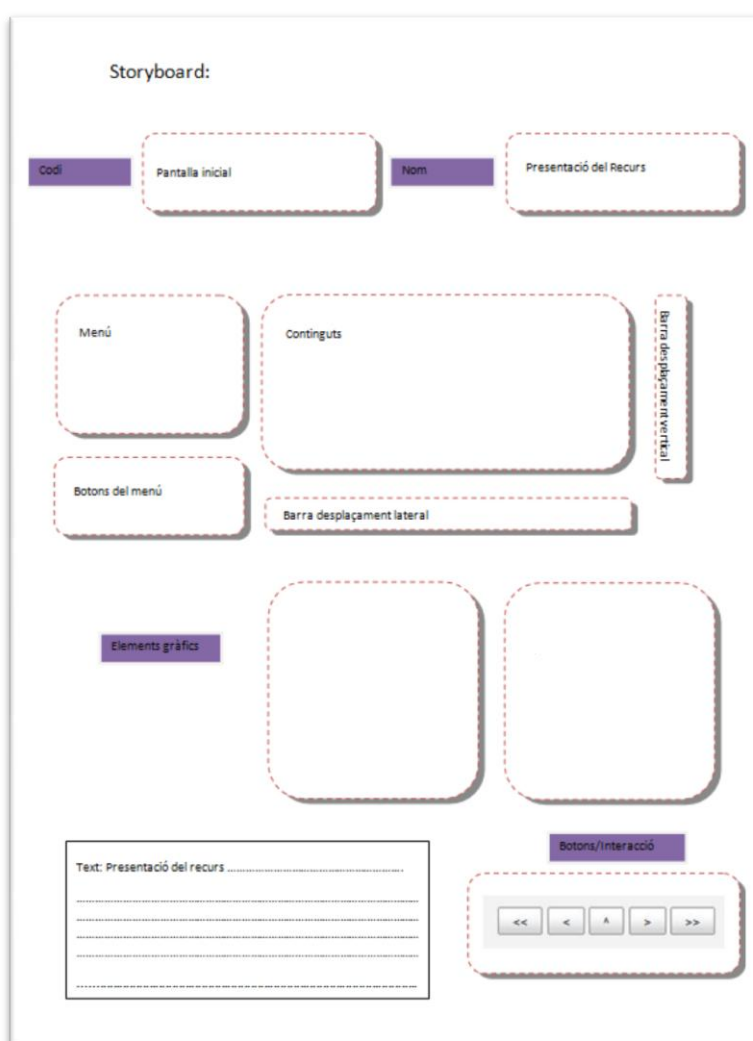 Storyboard:
Codi
Pantalla inicial
Nom
Presentació del Recurs
Menú
Continguts
Barra desplaçament vertical
Botons del menú
Barra desplaçament lateral
Elements gràfics
Botons/Interacció
Text: Presentació del recurs ............................................................
................................................................................
................................................................................
................................................................................
................................................................................
................................................................................
<< < ^ > >>